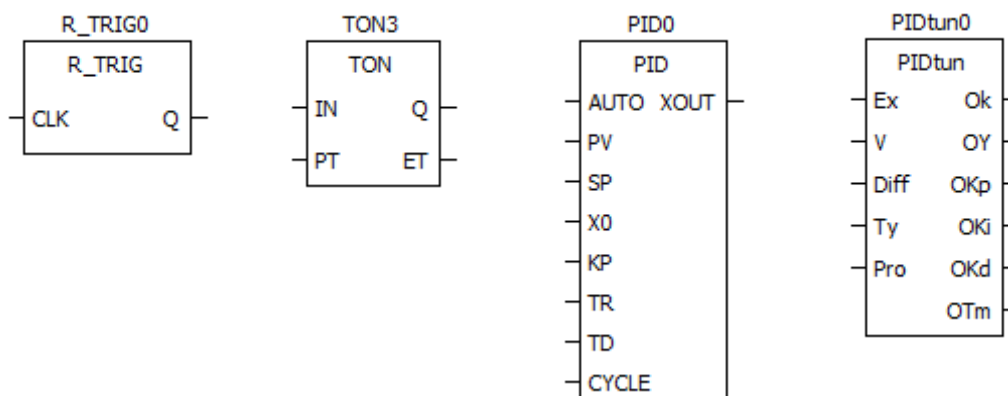 R_TRIG0
R_TRIG
CLK Q
TON3
TON
IN Q
PT ET
PID0
PID
AUTO XOUT
PV
SP
X0
KP
TR
TD
CYCLE
PIDtun0
PIDtun
Ex Ok
V OY
Diff OKp
Ty OKi
Pro OKd
OTm